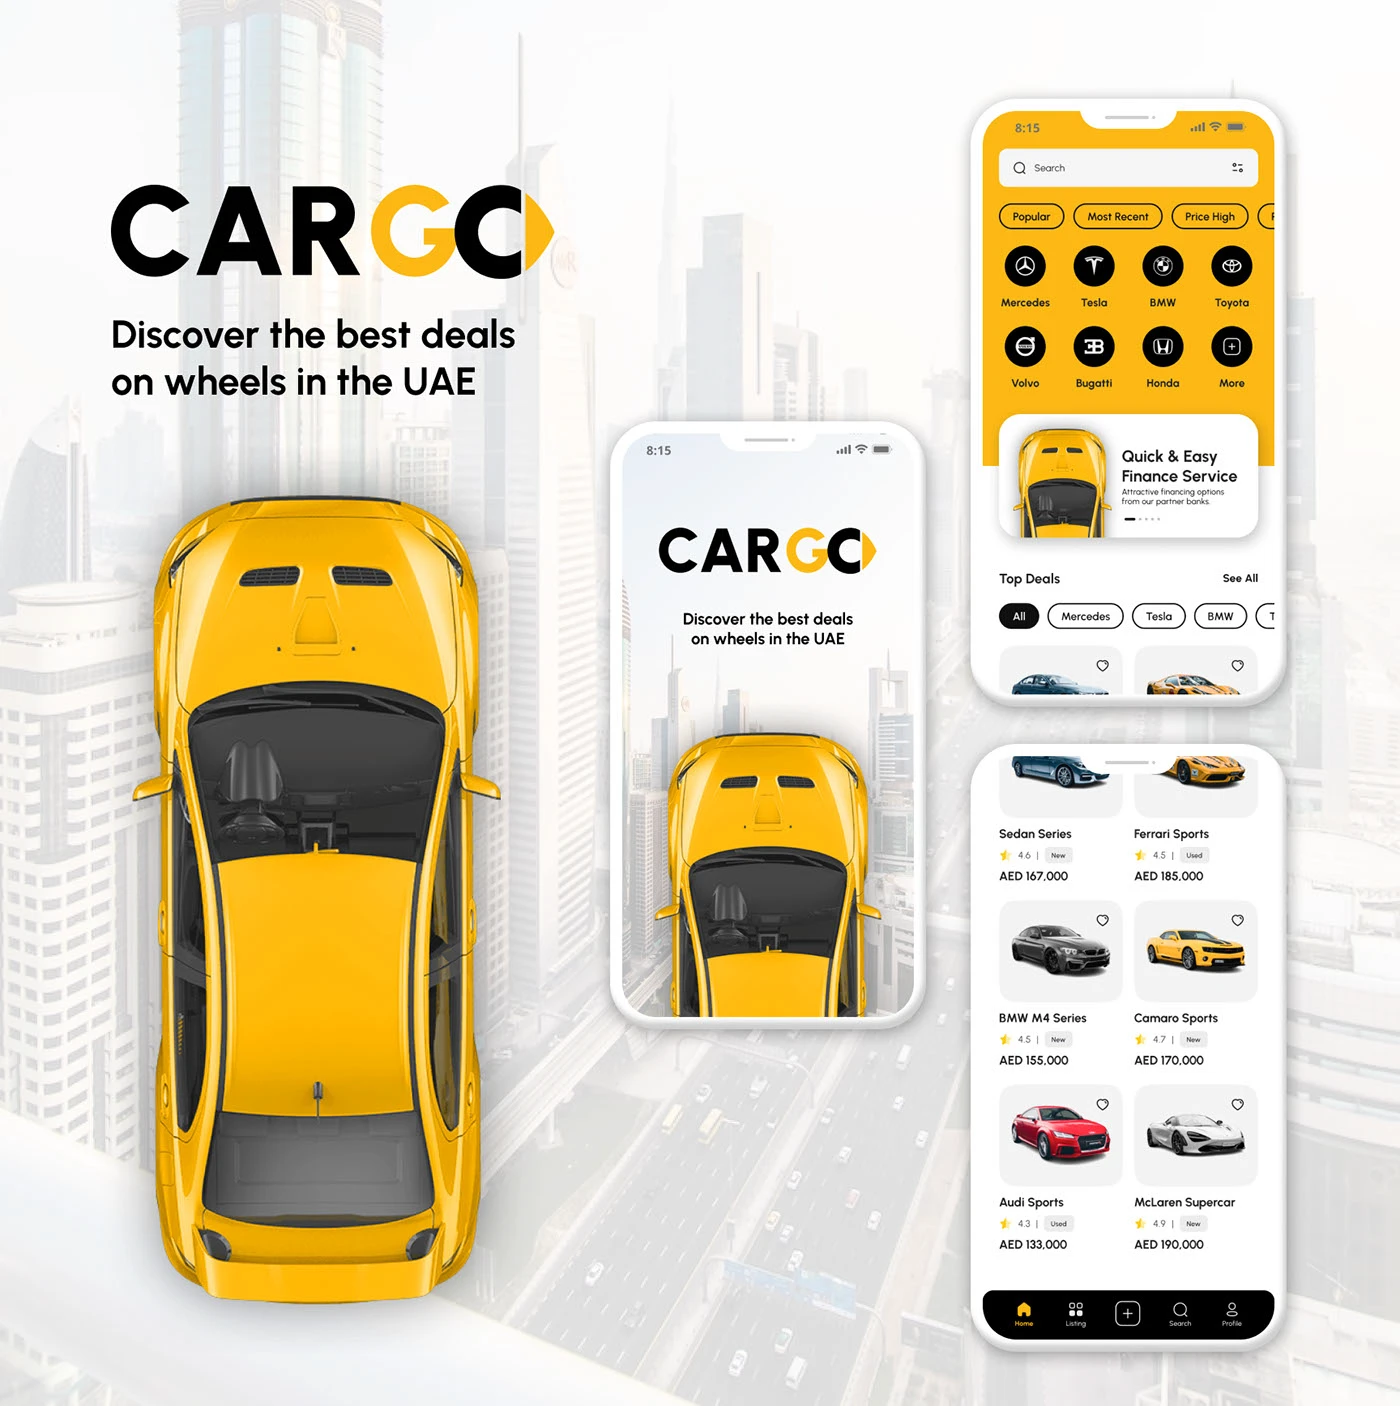 CARGO
Discover the best deals
on wheels in the UAE
8:15
CARGO
Discover the best deals
on wheels in the UAE
8:15
Search
Popular
Most Recent
Price High
Mercedes
Tesla
BMW
Toyota
Volvo
Bugatti
Honda
More
Quick & Easy
Finance Service
Attractive financing options
from our partner banks.
Top Deals
See All
All
Mercedes
Tesla
BMW
T
Sedan Series
4.6 | New
AED 167,000
Ferrari Sports
4.5 | Used
AED 185,000
BMW M4 Series
4.5 | New
AED 155,000
Camaro Sports
4.7 | New
AED 170,000
Audi Sports
4.3 | Used
AED 133,000
McLaren Supercar
4.9 | New
AED 190,000
Home
Listing
Search
Profile